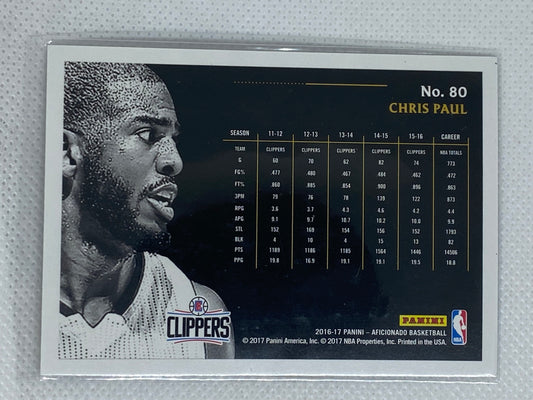 No. 80
CHRIS PAUL
SEASON 11-12 12-13 13-14 14-15 15-16 CAREER
TEAM CLIPPERS CLIPPERS CLIPPERS CLIPPERS CLIPPERS NBA TOTALS
G 60 70 62 82 74 773
FG% .477 .480 .467 .484 .462 .472
FT% .860 .885 .854 .900 .896 .863
3PM 79 76 78 139 122 873
RPG 3.6 3.7 4.3 4.6 4.2 4.4
APG 9.1 9.7 10.7 10.2 10.0 9.9
STL 152 169 154 156 152 1793
BLK 4 10 4 15 13 82
PTS 1189 1186 1185 1564 1446 14506
PPG 19.8 16.9 19.1 19.1 19.5 18.8
CLIPPERS
PANINI
NBA
2016-17 PANINI – AFICIONADO BASKETBALL
© 2017 Panini America, Inc. © 2017 NBA Properties, Inc. Printed in the USA.